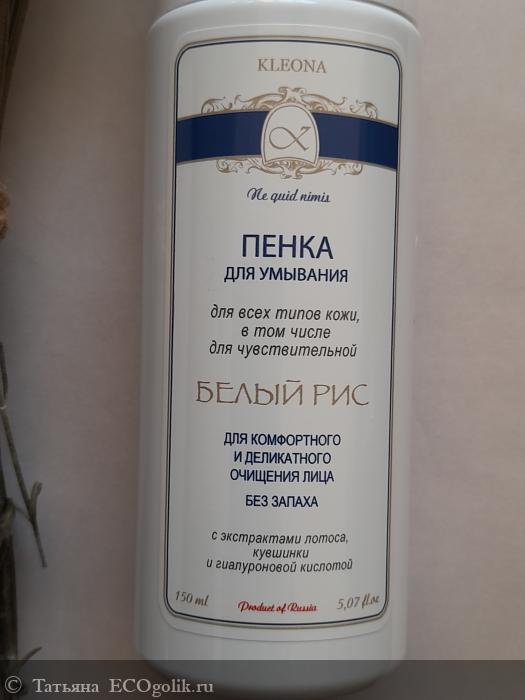 KLEONA
Ne quid nimis
ПЕНКА
ДЛЯ УМЫВАНИЯ
для всех типов кожи,
в том числе
для чувствительной
БЕЛЫЙ РИС
ДЛЯ КОМФОРТНОГО
И ДЕЛИКАТНОГО
ОЧИЩЕНИЯ ЛИЦА
БЕЗ ЗАПАХА
с экстрактами лотоса,
кувшинки
и гиалуроновой кислотой
150 ml Product of Russia 5,07 fl.oz
© Татьяна ECOgolik.ru